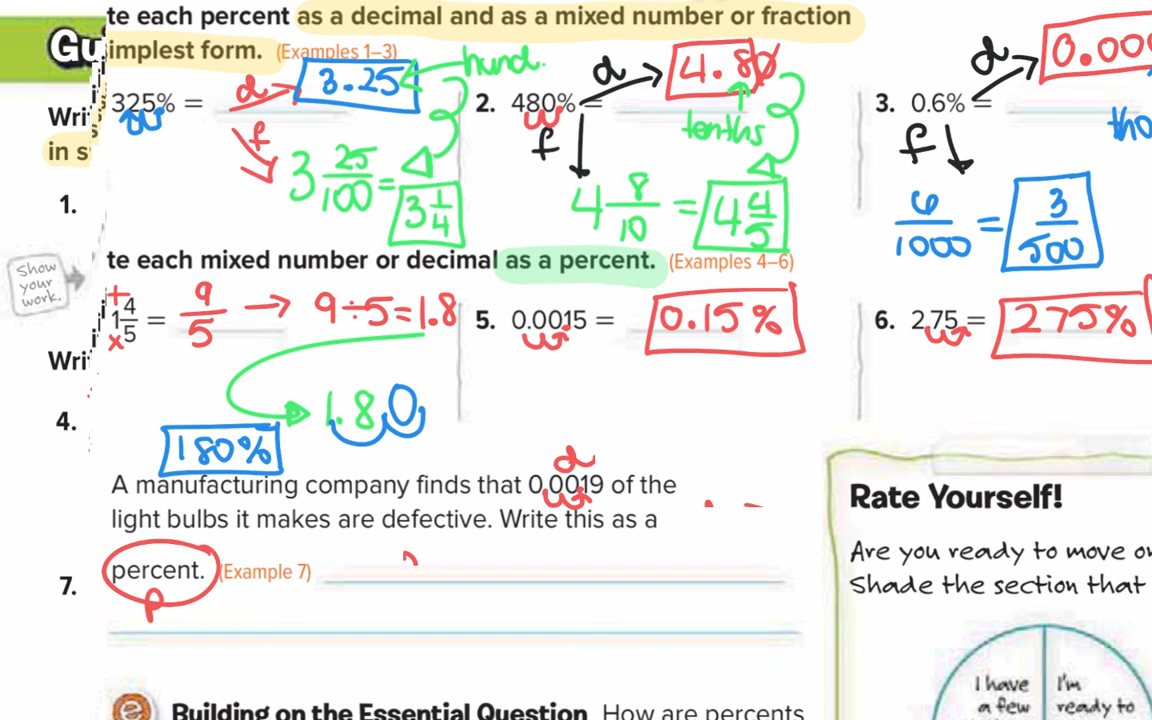 te each percent as a decimal and as a mixed number or fraction
Gu
implest form. (Examples 1–3)
Wri
in s
1.
325% =
d
3.25
hund.
f
3 25/100 = 3 1/4
2. 480% =
d
4.80
tenths
f
4 8/10 = 4 4/5
3. 0.6% =
d
0.00
f
6/1000 = 3/500
te each mixed number or decimal as a percent. (Examples 4–6)
Show
your
work.
Wri
4.
+
x
1 4/5 = 9/5 → 9÷5=1.8
1.80
180%
5. 0.0015 = 0.15%
6. 2.75 = 275%
d
A manufacturing company finds that 0.0019 of the
light bulbs it makes are defective. Write this as a
7.
percent. (Example 7)
p
Rate Yourself!
Are you ready to move
Shade the section that
I have
a few
I'm
ready to
e
Building on the Essential Question How are percents